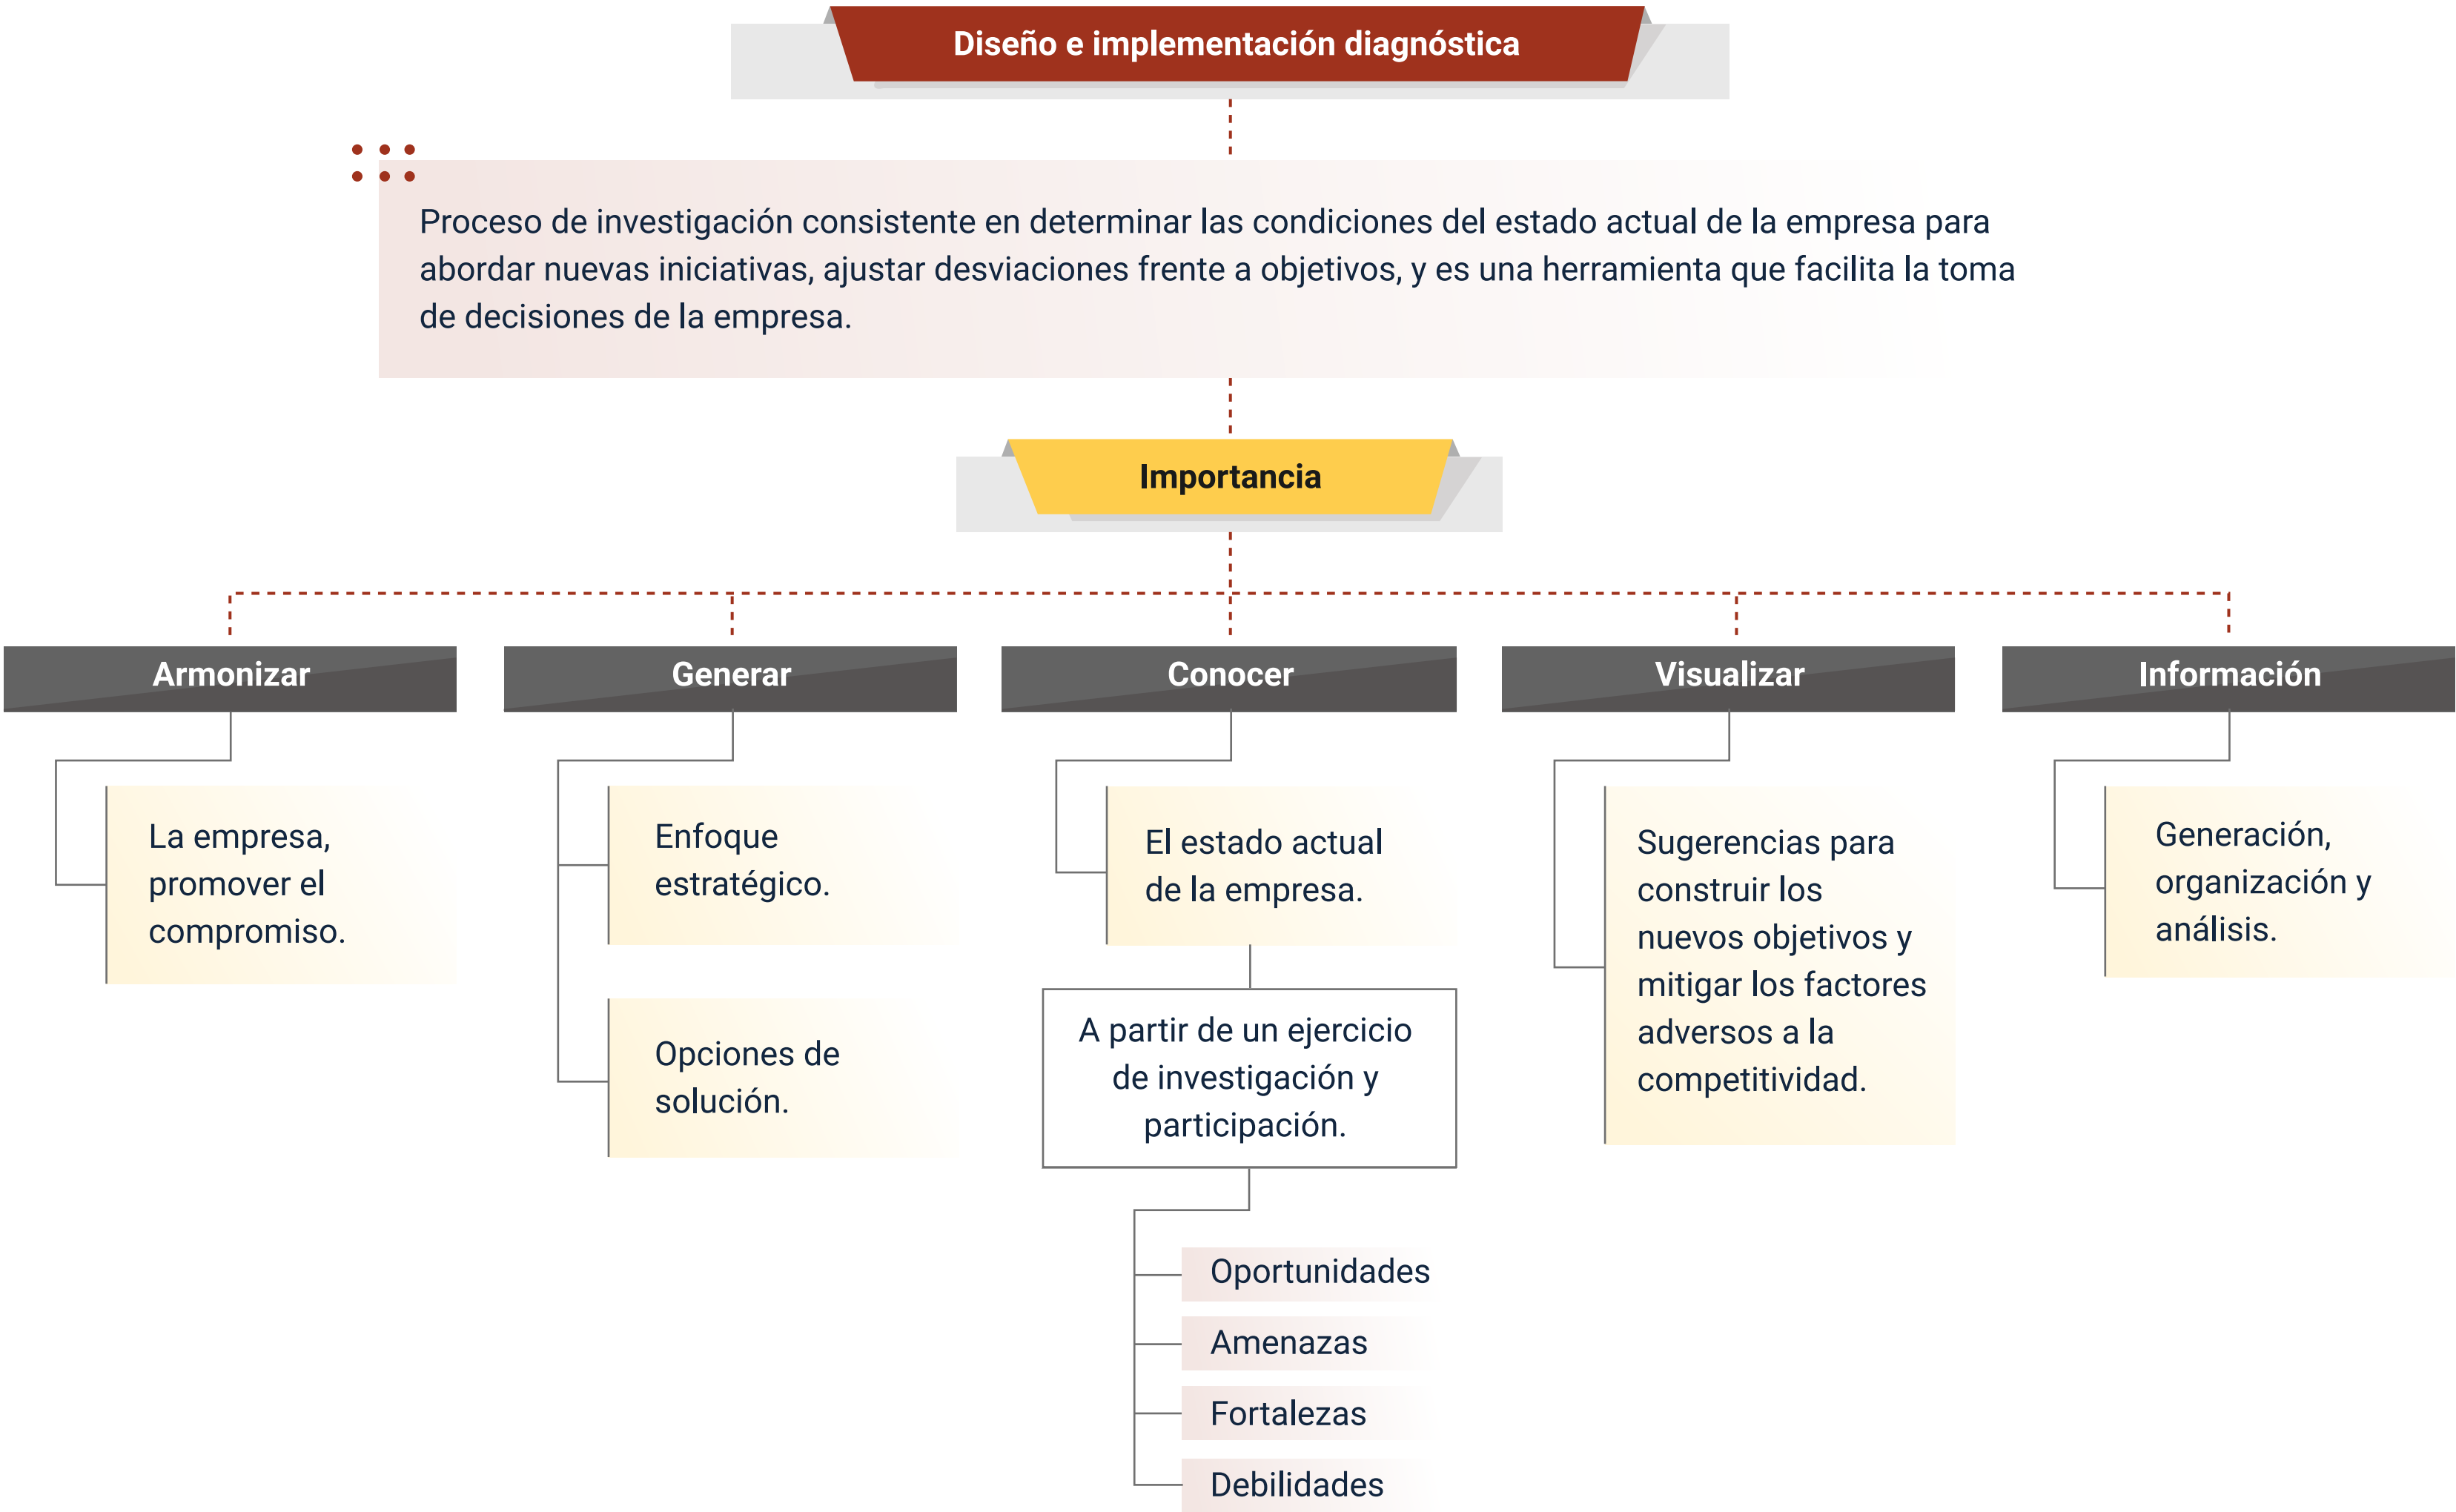 Diseño e implementación diagnóstica
Proceso de investigación consistente en determinar las condiciones del estado actual de la empresa para
abordar nuevas iniciativas, ajustar desviaciones frente a objetivos, y es una herramienta que facilita la toma
de decisiones de la empresa.
Importancia
Armonizar
La empresa,
promover el
compromiso.
Generar
Enfoque
estratégico.
Opciones de
solución.
Conocer
El estado actual
de la empresa.
A partir de un ejercicio
de investigación y
participación.
Oportunidades
Amenazas
Fortalezas
Debilidades
Visualizar
Sugerencias para
construir los
nuevos objetivos y
mitigar los factores
adversos a la
competitividad.
Información
Generación,
organización y
análisis.